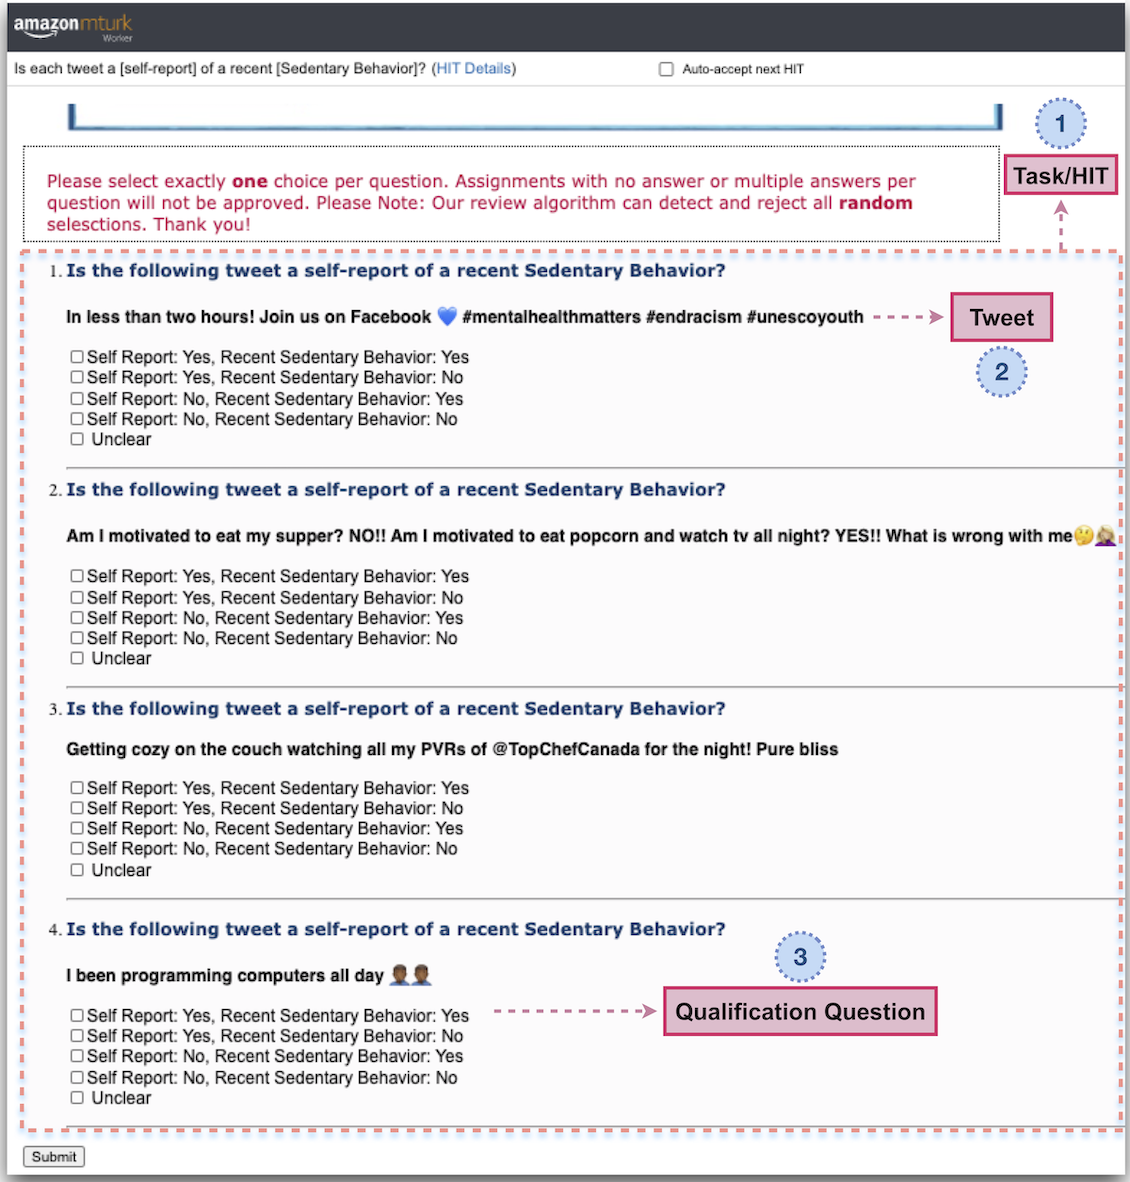 amazonmturk
Worker
Is each tweet a [self-report] of a recent [Sedentary Behavior]? (HIT Details)
Auto-accept next HIT
1
Task/HIT
Please select exactly one choice per question. Assignments with no answer or multiple answers per
question will not be approved. Please Note: Our review algorithm can detect and reject all random
selesctions. Thank you!
1. Is the following tweet a self-report of a recent Sedentary Behavior?
In less than two hours! Join us on Facebook 💙 #mentalhealthmatters #endracism #unescoyouth
Tweet
2
Self Report: Yes, Recent Sedentary Behavior: Yes
Self Report: Yes, Recent Sedentary Behavior: No
Self Report: No, Recent Sedentary Behavior: Yes
Self Report: No, Recent Sedentary Behavior: No
Unclear
2. Is the following tweet a self-report of a recent Sedentary Behavior?
Am I motivated to eat my supper? NO!! Am I motivated to eat popcorn and watch tv all night? YES!! What is wrong with me🤔🤦🏼‍♀️
Self Report: Yes, Recent Sedentary Behavior: Yes
Self Report: Yes, Recent Sedentary Behavior: No
Self Report: No, Recent Sedentary Behavior: Yes
Self Report: No, Recent Sedentary Behavior: No
Unclear
3. Is the following tweet a self-report of a recent Sedentary Behavior?
Getting cozy on the couch watching all my PVRs of @TopChefCanada for the night! Pure bliss
Self Report: Yes, Recent Sedentary Behavior: Yes
Self Report: Yes, Recent Sedentary Behavior: No
Self Report: No, Recent Sedentary Behavior: Yes
Self Report: No, Recent Sedentary Behavior: No
Unclear
4. Is the following tweet a self-report of a recent Sedentary Behavior?
I been programming computers all day 🤦🏾‍♂️🤦🏾‍♂️
3
Qualification Question
Self Report: Yes, Recent Sedentary Behavior: Yes
Self Report: Yes, Recent Sedentary Behavior: No
Self Report: No, Recent Sedentary Behavior: Yes
Self Report: No, Recent Sedentary Behavior: No
Unclear
Submit